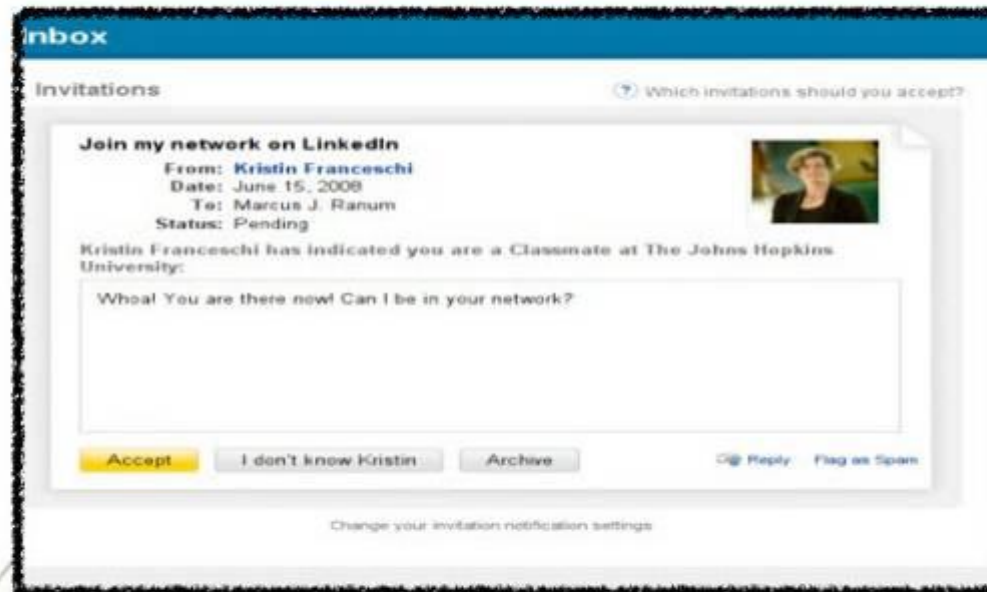 Inbox
Invitations
Which invitations should you accept?
Join my network on LinkedIn
From: Kristin Franceschi
Date: June 15, 2008
To: Marcus J. Ranum
Status: Pending
Kristin Franceschi has indicated you are a Classmate at The Johns Hopkins
University:
Whoa! You are there now! Can I be in your network?
Accept
I don't know Kristin
Archive
Reply
Flag as Spam
Change your invitation notification settings